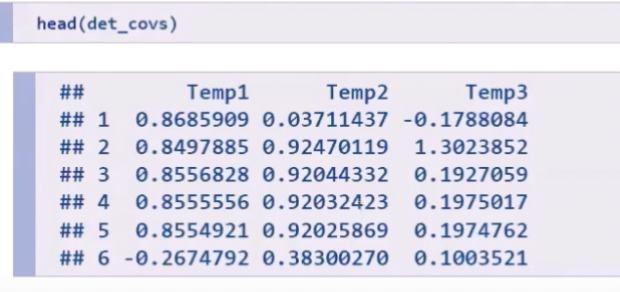 head(det_covs)
##        Temp1      Temp2      Temp3
## 1  0.8685909 0.03711437 -0.1788084
## 2  0.8497885 0.92470119  1.3023852
## 3  0.8556828 0.92044332  0.1927059
## 4  0.8555556 0.92032423  0.1975017
## 5  0.8554921 0.92025869  0.1974762
## 6 -0.2674792 0.38300270  0.1003521